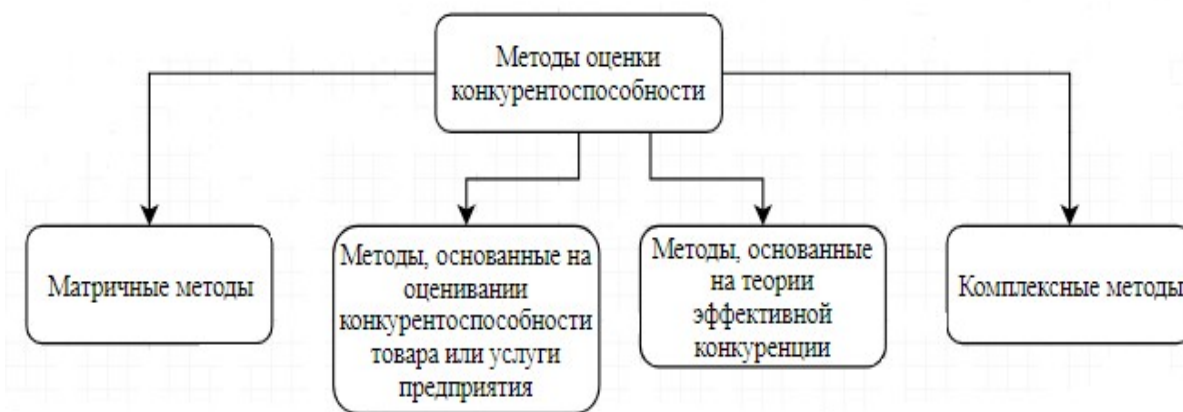 Методы оценки
конкурентоспособности
Матричные методы
Методы, основанные на
оценивании
конкурентоспособности
товара или услуги
предприятия
Методы, основанные
на теории
эффективной
конкуренции
Комплексные методы